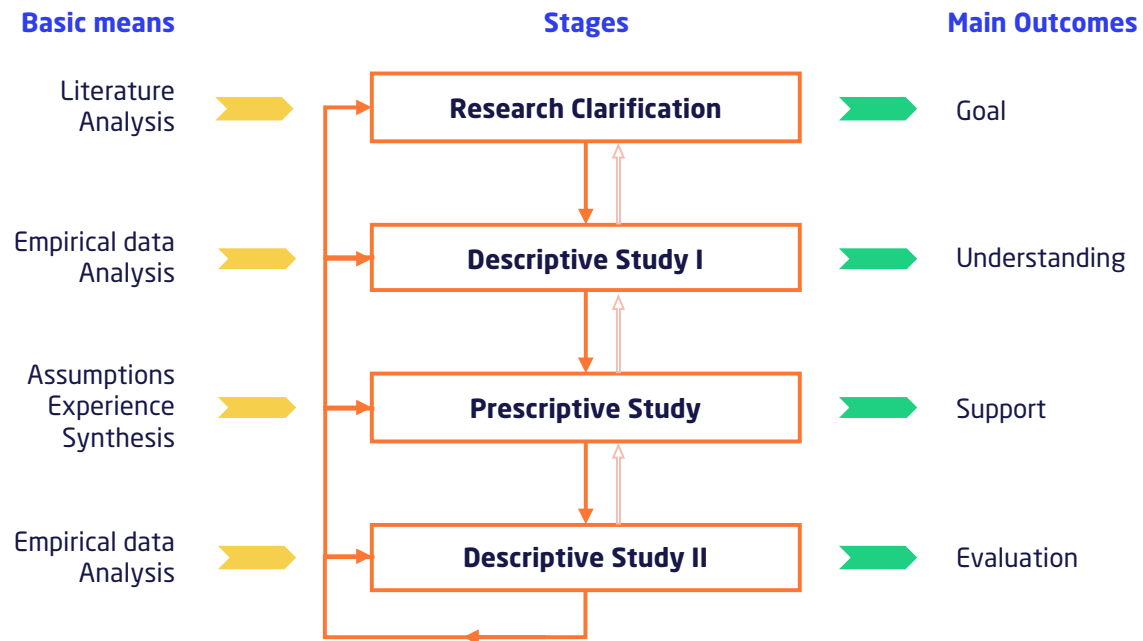 Basic means
Stages
Main Outcomes
Literature
Analysis
Research Clarification
Goal
Empirical data
Analysis
Descriptive Study I
Understanding
Assumptions
Experience
Synthesis
Prescriptive Study
Support
Empirical data
Analysis
Descriptive Study II
Evaluation